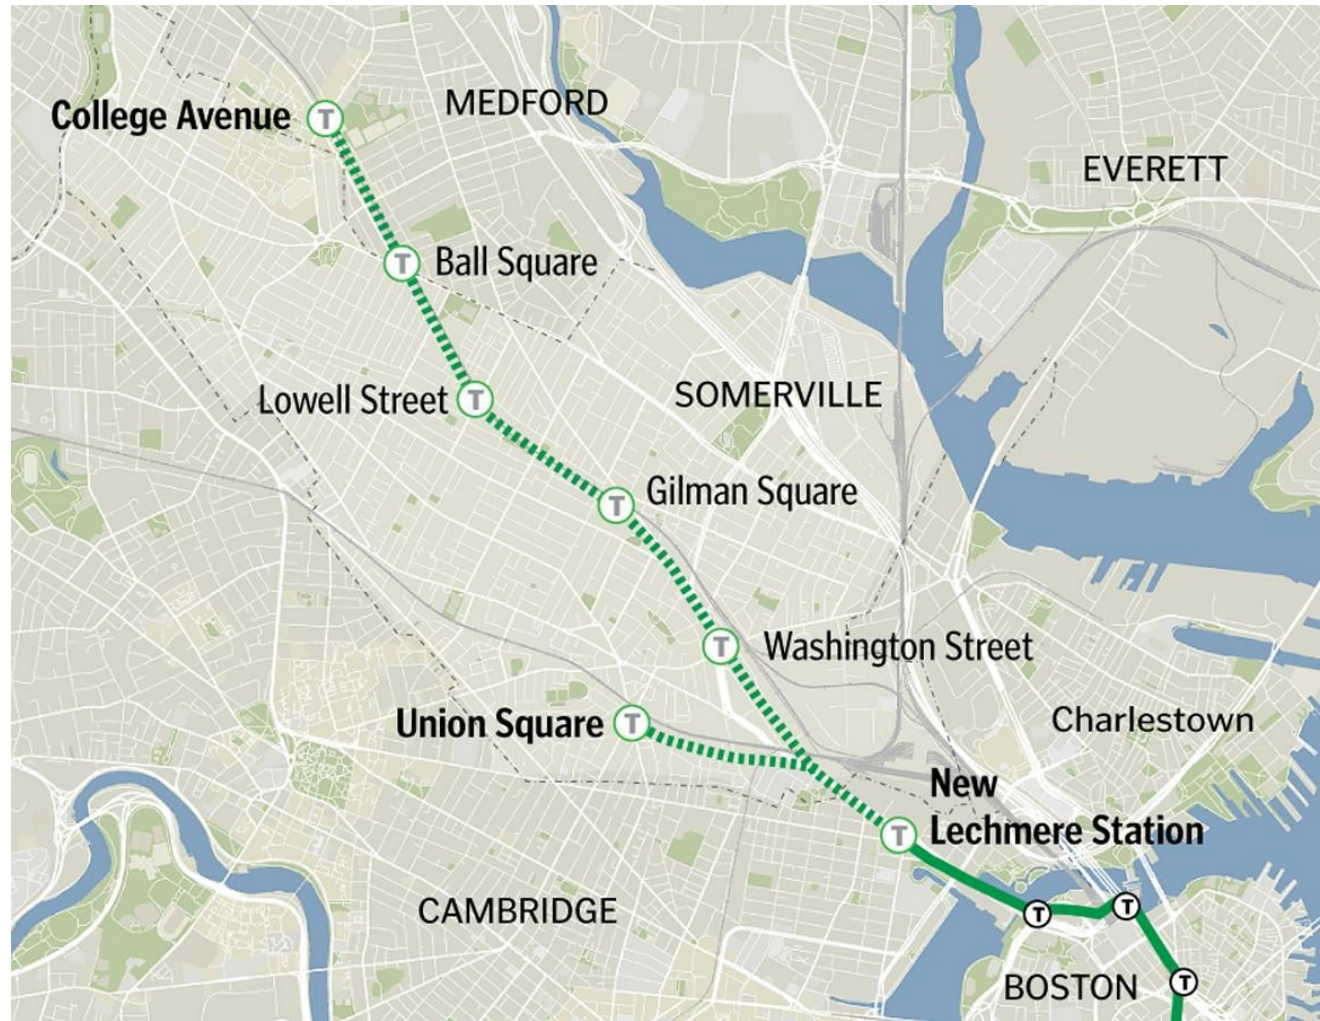 College Avenue
T
MEDFORD
EVERETT
T
Ball Square
Lowell Street
T
SOMERVILLE
T
Gilman Square
T
Washington Street
Union Square
T
Charlestown
New
T
Lechmere Station
CAMBRIDGE
T
T
BOSTON
T